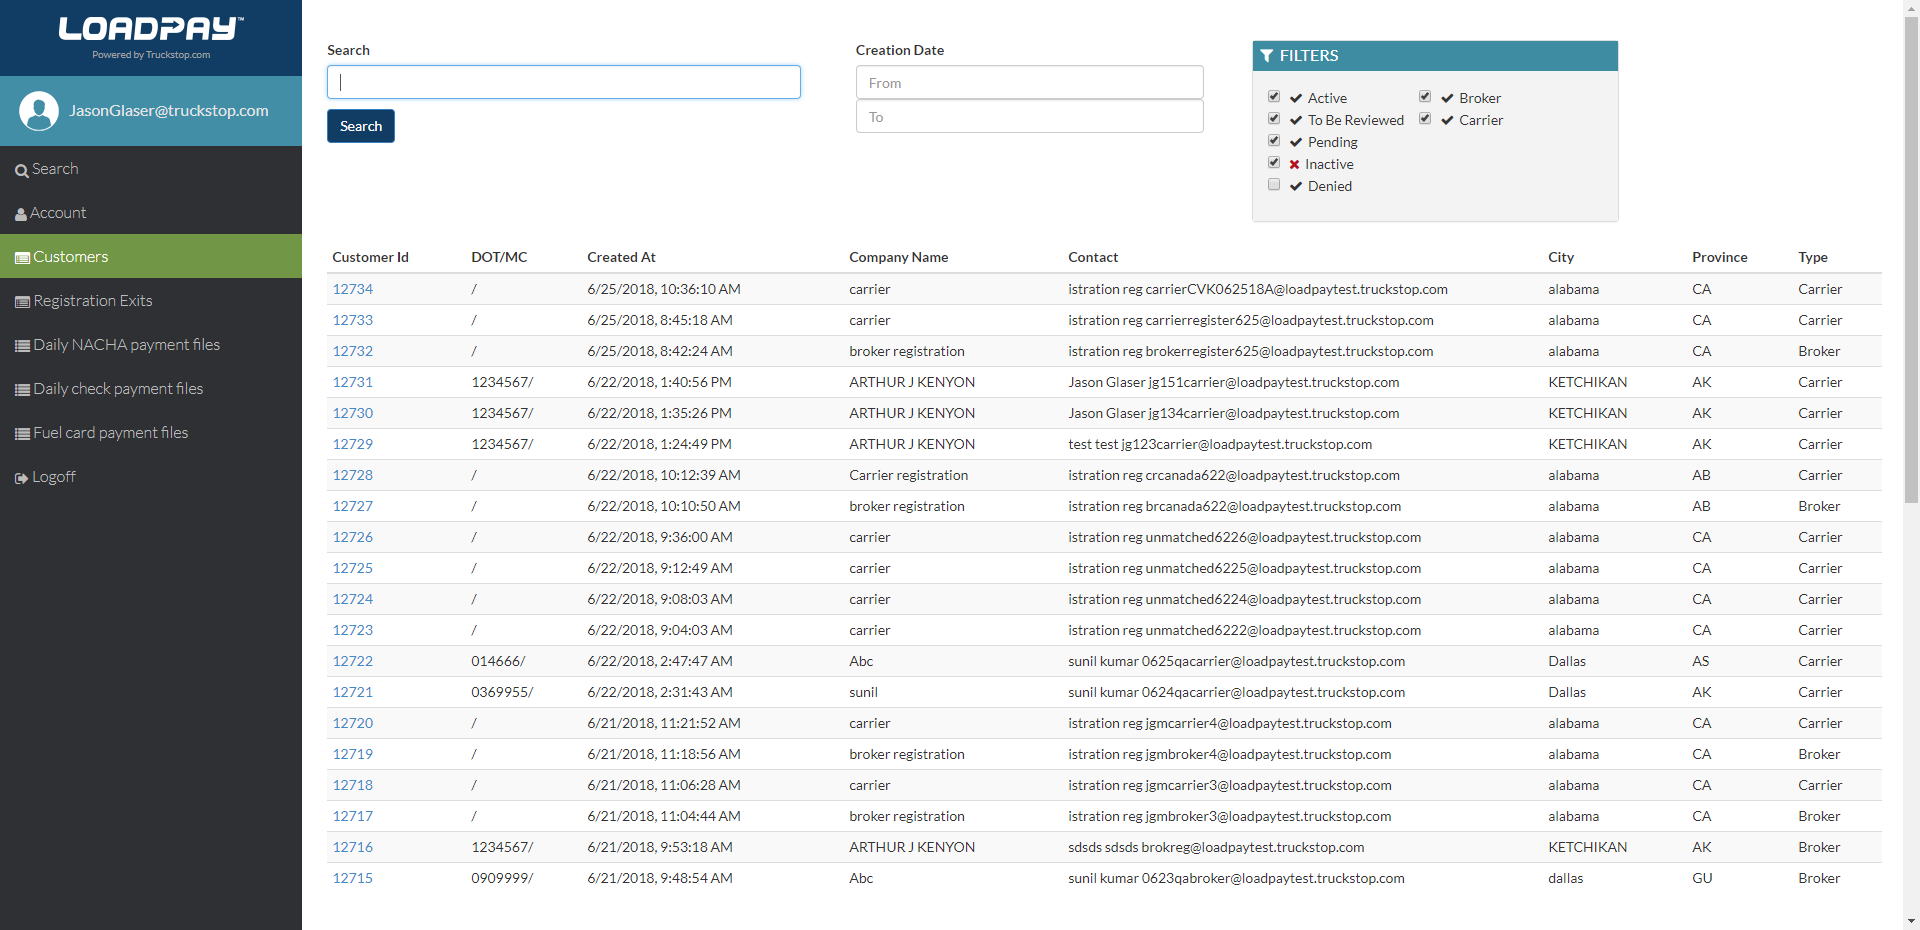 LOADPAY™
Powered by Truckstop.com
JasonGlaser@truckstop.com
Search
Account
Customers
Registration Exits
Daily NACHA payment files
Daily check payment files
Fuel card payment files
Logoff
Search
Search
Creation Date
From
To
FILTERS
Active
To Be Reviewed
Pending
Inactive
Denied
Broker
Carrier
Customer Id DOT/MC Created At Company Name Contact City Province Type
12734 / 6/25/2018, 10:36:10 AM carrier istration reg carrierCVK062518A@loadpaytest.truckstop.com alabama CA Carrier
12733 / 6/25/2018, 8:45:18 AM carrier istration reg carrierregister625@loadpaytest.truckstop.com alabama CA Carrier
12732 / 6/25/2018, 8:42:24 AM broker registration istration reg brokerregister625@loadpaytest.truckstop.com alabama CA Broker
12731 1234567/ 6/22/2018, 1:40:56 PM ARTHUR J KENYON Jason Glaser jg151carrier@loadpaytest.truckstop.com KETCHIKAN AK Carrier
12730 1234567/ 6/22/2018, 1:35:26 PM ARTHUR J KENYON Jason Glaser jg134carrier@loadpaytest.truckstop.com KETCHIKAN AK Carrier
12729 1234567/ 6/22/2018, 1:24:49 PM ARTHUR J KENYON test test jg123carrier@loadpaytest.truckstop.com KETCHIKAN AK Carrier
12728 / 6/22/2018, 10:12:39 AM Carrier registration istration reg crcanada622@loadpaytest.truckstop.com alabama AB Carrier
12727 / 6/22/2018, 10:10:50 AM broker registration istration reg brcanada622@loadpaytest.truckstop.com alabama AB Broker
12726 / 6/22/2018, 9:36:00 AM carrier istration reg unmatched6226@loadpaytest.truckstop.com alabama CA Carrier
12725 / 6/22/2018, 9:12:49 AM carrier istration reg unmatched6225@loadpaytest.truckstop.com alabama CA Carrier
12724 / 6/22/2018, 9:08:03 AM carrier istration reg unmatched6224@loadpaytest.truckstop.com alabama CA Carrier
12723 / 6/22/2018, 9:04:03 AM carrier istration reg unmatched6222@loadpaytest.truckstop.com alabama CA Carrier
12722 014666/ 6/22/2018, 2:47:47 AM Abc sunil kumar 0625qacarrier@loadpaytest.truckstop.com Dallas AS Carrier
12721 0369955/ 6/22/2018, 2:31:43 AM sunil sunil kumar 0624qacarrier@loadpaytest.truckstop.com Dallas AK Carrier
12720 / 6/21/2018, 11:21:52 AM carrier istration reg jgmcarrier4@loadpaytest.truckstop.com alabama CA Carrier
12719 / 6/21/2018, 11:18:56 AM broker registration istration reg jgmbroker4@loadpaytest.truckstop.com alabama CA Broker
12718 / 6/21/2018, 11:06:28 AM carrier istration reg jgmcarrier3@loadpaytest.truckstop.com alabama CA Carrier
12717 / 6/21/2018, 11:04:44 AM broker registration istration reg jgmbroker3@loadpaytest.truckstop.com alabama CA Broker
12716 1234567/ 6/21/2018, 9:53:18 AM ARTHUR J KENYON sdsds sdsds brokreg@loadpaytest.truckstop.com KETCHIKAN AK Broker
12715 0909999/ 6/21/2018, 9:48:54 AM Abc sunil kumar 0623qabroker@loadpaytest.truckstop.com dallas GU Broker